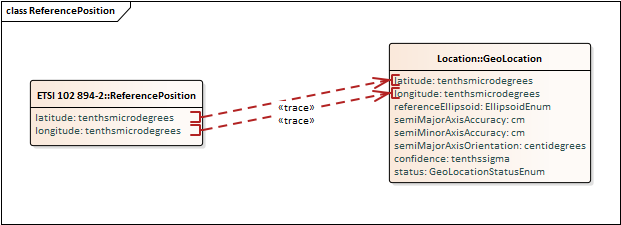 class ReferencePosition
ETSI 102 894-2::ReferencePosition
latitude: tenthsmicrodegrees
longitude: tenthsmicrodegrees
«trace»
«trace»
Location::GeoLocation
latitude: tenthsmicrodegrees
longitude: tenthsmicrodegrees
referenceEllipsoid: EllipsoidEnum
semiMajorAxisAccuracy: cm
semiMinorAxisAccuracy: cm
semiMajorAxisOrientation: centidegrees
confidence: tenthssigma
status: GeoLocationStatusEnum